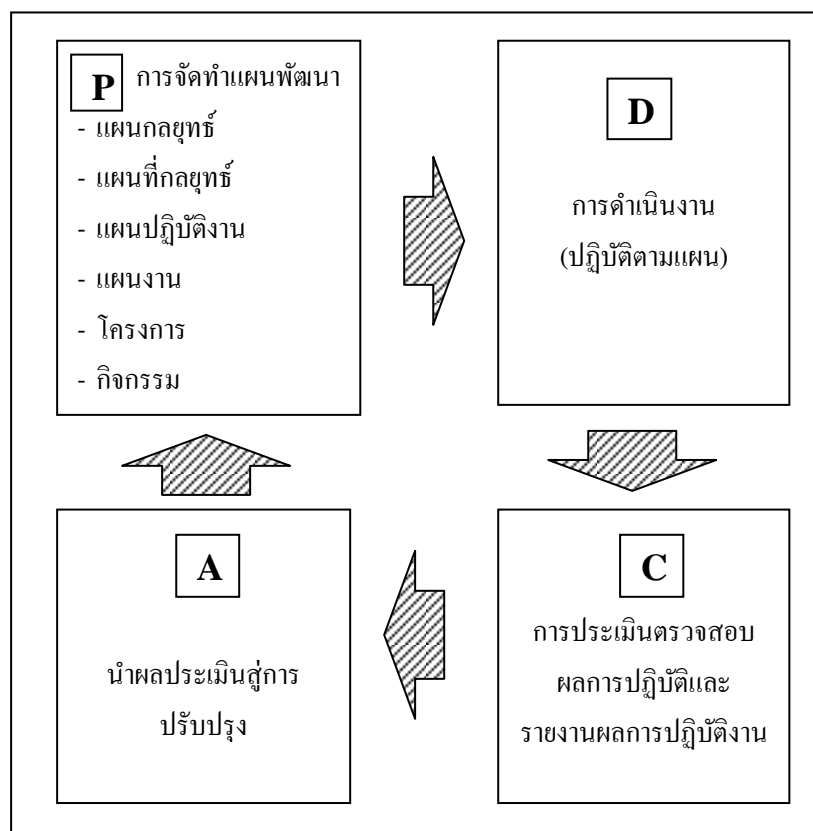 P การจัดทำแผนพัฒนา
- แผนกลยุทธ์
- แผนที่กลยุทธ์
- แผนปฏิบัติงาน
- แผนงาน
- โครงการ
- กิจกรรม
D
การดำเนินงาน
(ปฏิบัติตามแผน)
C
การประเมินตรวจสอบ
ผลการปฏิบัติและ
รายงานผลการปฏิบัติงาน
A
นำผลประเมินสู่การ
ปรับปรุง